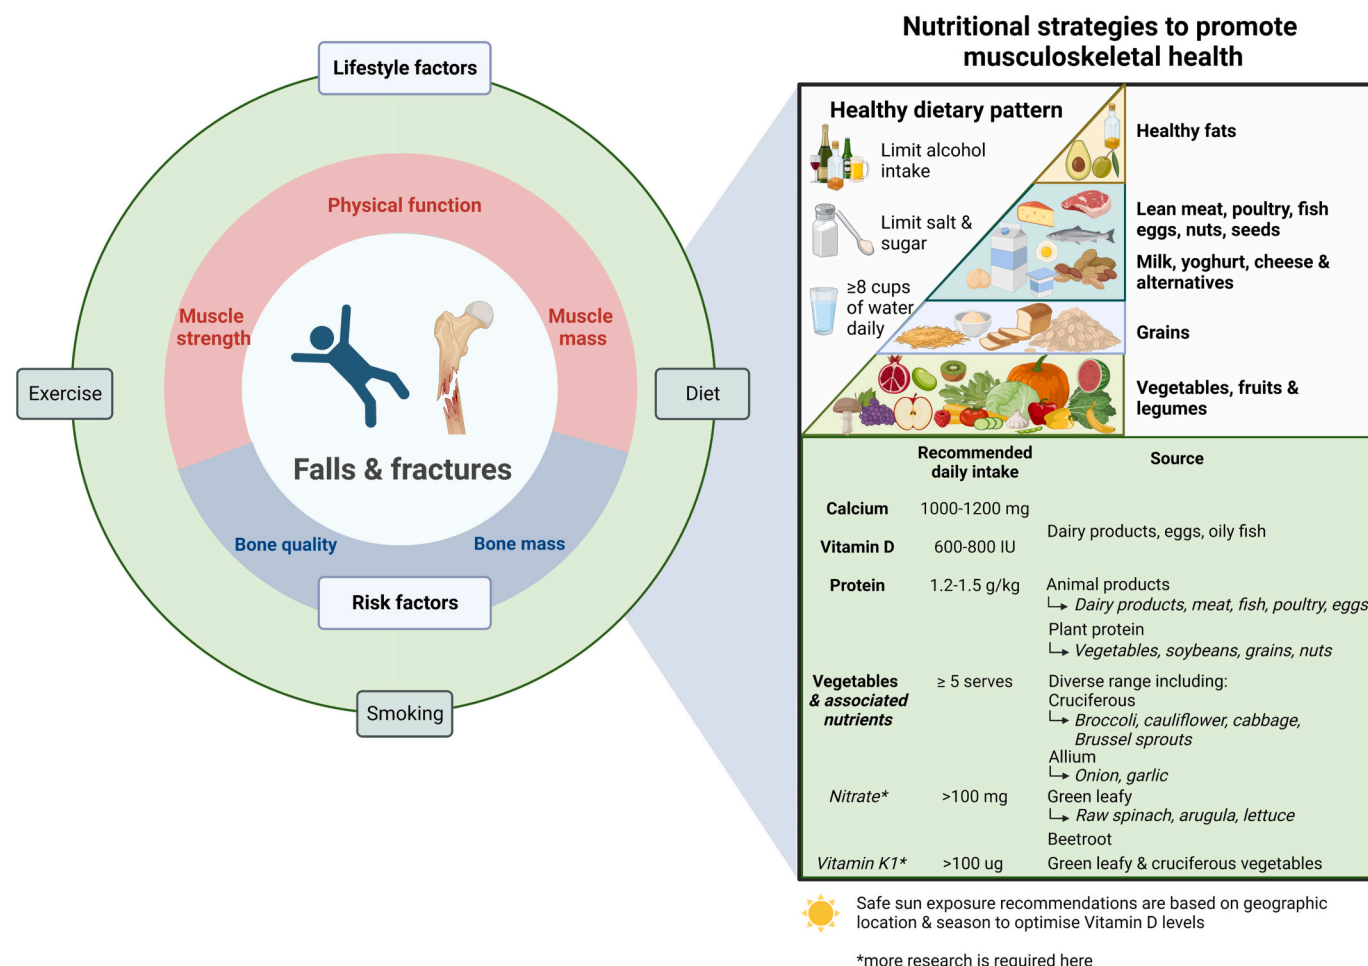 Nutritional strategies to promote
musculoskeletal health
Lifestyle factors
Physical function
Muscle
strength
Muscle
mass
Exercise
Diet
Falls & fractures
Bone quality
Bone mass
Risk factors
Smoking
Healthy dietary pattern
Limit alcohol
intake
Limit salt &
sugar
≥8 cups
of water
daily
Healthy fats
Lean meat, poultry, fish
eggs, nuts, seeds
Milk, yoghurt, cheese &
alternatives
Grains
Vegetables, fruits &
legumes
Recommended
daily intake
Source
Calcium
1000-1200 mg
Dairy products, eggs, oily fish
Vitamin D
600-800 IU
Protein
1.2-1.5 g/kg
Animal products
Dairy products, meat, fish, poultry, eggs
Plant protein
Vegetables, soybeans, grains, nuts
Vegetables
& associated
nutrients
≥ 5 serves
Diverse range including:
Cruciferous
Broccoli, cauliflower, cabbage,
Brussel sprouts
Allium
Onion, garlic
Nitrate*
>100 mg
Green leafy
Raw spinach, arugula, lettuce
Beetroot
Vitamin K1*
>100 ug
Green leafy & cruciferous vegetables
Safe sun exposure recommendations are based on geographic
location & season to optimise Vitamin D levels
*more research is required here